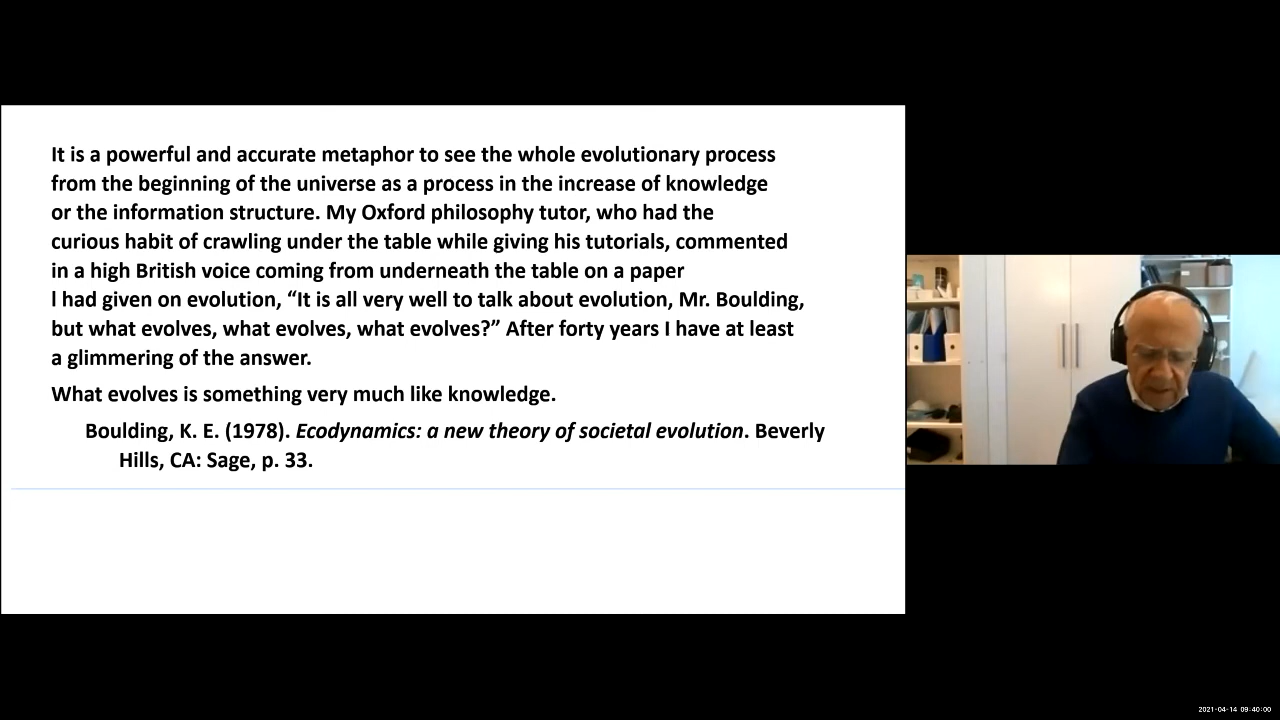 It is a powerful and accurate metaphor to see the whole evolutionary process
from the beginning of the universe as a process in the increase of knowledge
or the information structure. My Oxford philosophy tutor, who had the
curious habit of crawling under the table while giving his tutorials, commented
in a high British voice coming from underneath the table on a paper
I had given on evolution, “It is all very well to talk about evolution, Mr. Boulding,
but what evolves, what evolves, what evolves?” After forty years I have at least
a glimmering of the answer.
What evolves is something very much like knowledge.
Boulding, K. E. (1978). Ecodynamics: a new theory of societal evolution. Beverly
Hills, CA: Sage, p. 33.
2021-04-14 09:40:00